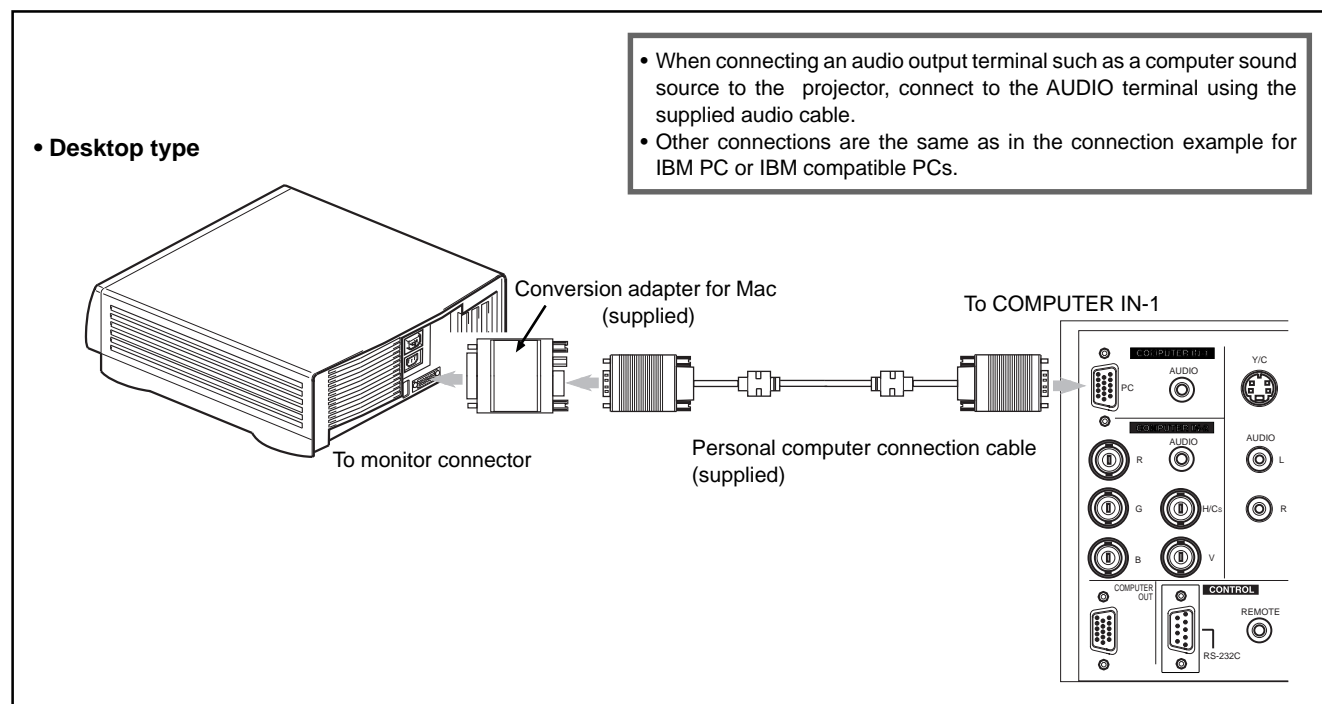 • When connecting an audio output terminal such as a computer sound
source to the projector, connect to the AUDIO terminal using the
supplied audio cable.
• Other connections are the same as in the connection example for
IBM PC or IBM compatible PCs.
• Desktop type
Conversion adapter for Mac
(supplied)
To COMPUTER IN-1
To monitor connector
Personal computer connection cable
(supplied)
COMPUTER IN-1
PC
AUDIO
Y/C
AUDIO
R
AUDIO
L
G
H/Cs
R
B
V
COMPUTER
OUT
CONTROL
REMOTE
RS-232C